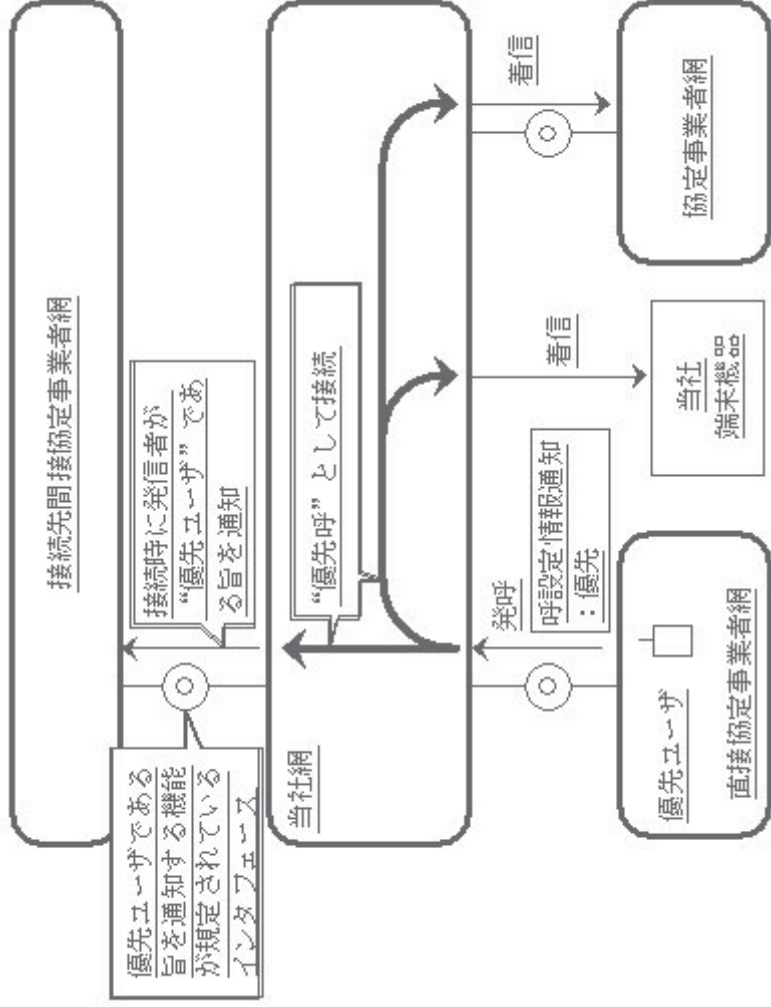 接続先間接協定事業者網
優先ユーザである
旨を通知する機能
が規定されている
インタフェース
接続時に発信者が
“優先ユーザ”であ
る旨を通知
当社網
“優先呼”として接続
発呼
呼設定情報通知
：優先
着信
着信
優先ユーザ
直接協定事業者網
当社
端末機器
協定事業者網